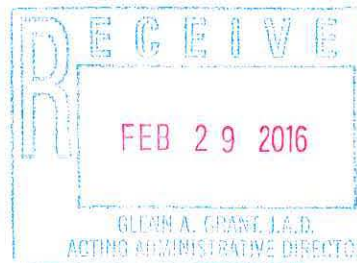 RECEIVE
FEB 29 2016
GLENN A. GRANT, J.A.D.
ACTING ADMINISTRATIVE DIRECTO